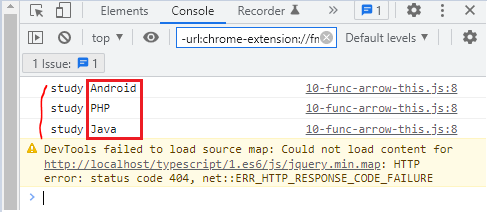 Elements Console Recorder 1
top -url:chrome-extension://fn Default levels
1 Issue: 1
study Android 10-func-arrow-this.js:8
study PHP 10-func-arrow-this.js:8
study Java 10-func-arrow-this.js:8
DevTools failed to load source map: Could not load content for
http://localhost/typescript/1.es6/js/jquery.min.map: HTTP
error: status code 404, net::ERR_HTTP_RESPONSE_CODE_FAILURE